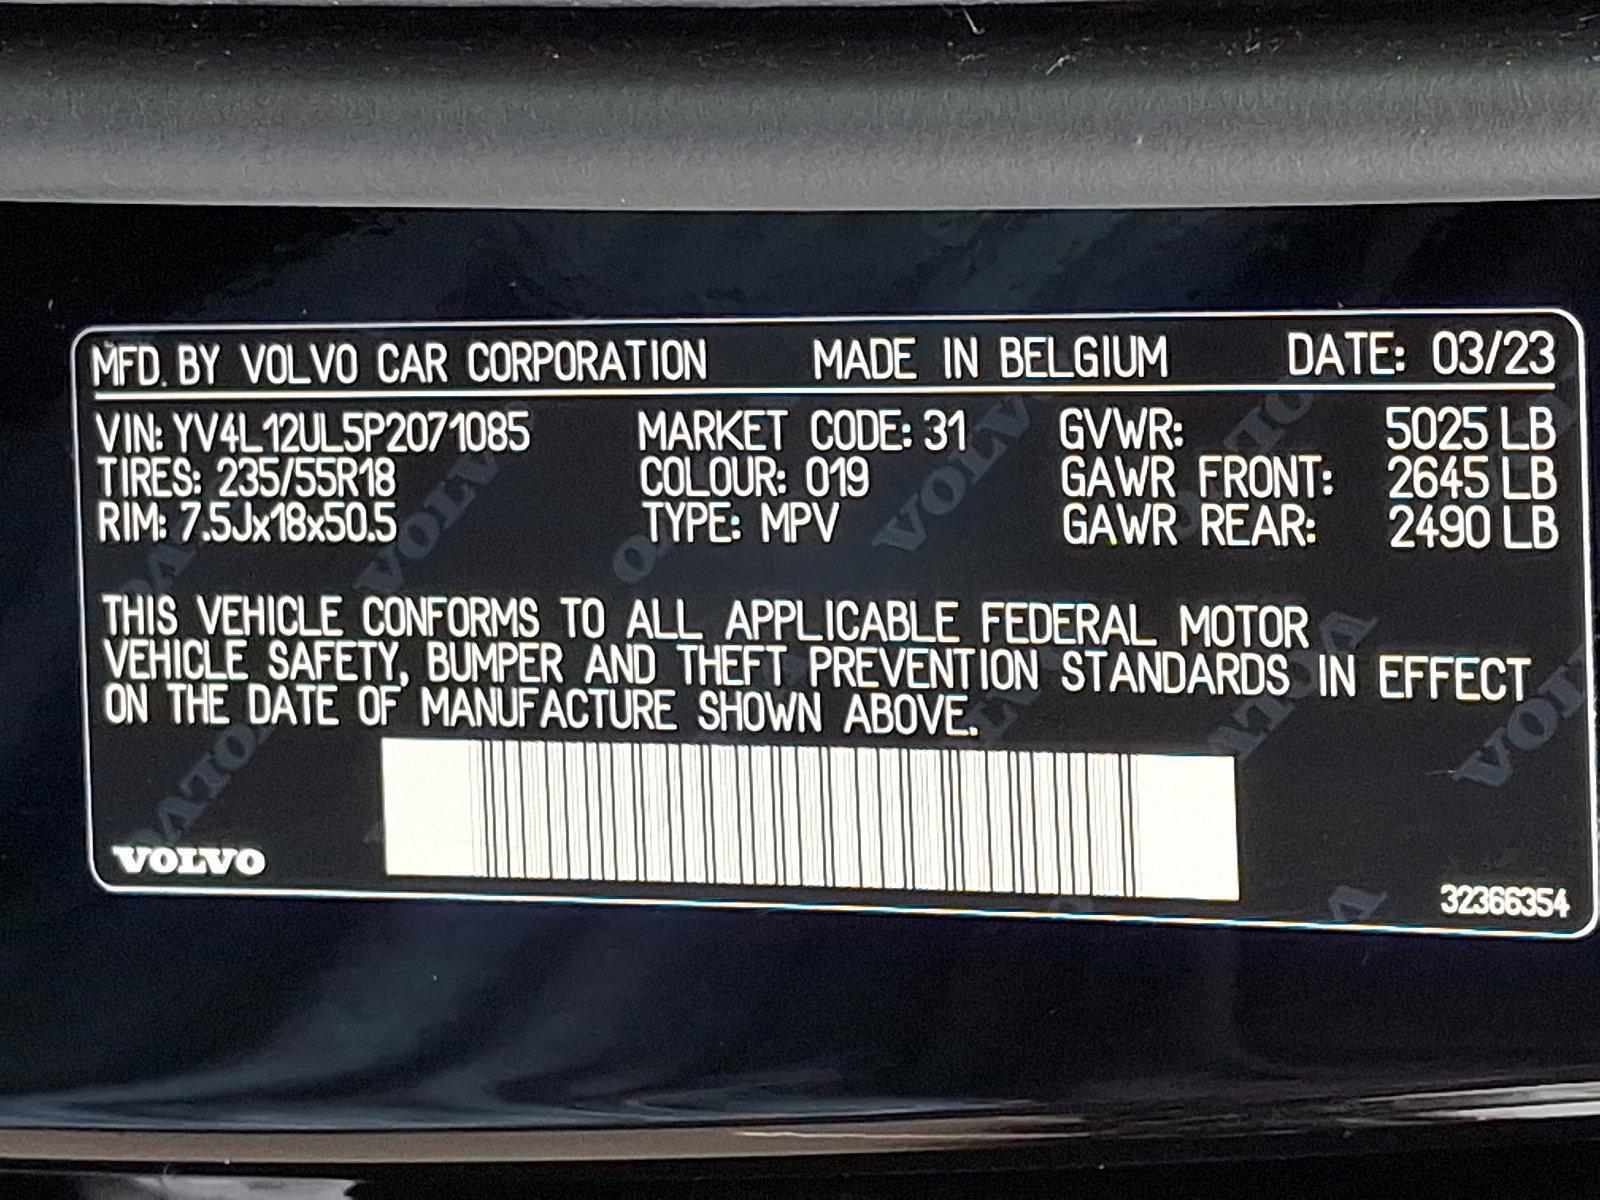 MFD. BY VOLVO CAR CORPORATION MADE IN BELGIUM DATE: 03/23
VIN: YV4L12UL5P2071085 MARKET CODE: 31 GVWR: 5025 LB
TIRES: 235/55R18 COLOUR: 019 GAWR FRONT: 2645 LB
RIM: 7.5Jx18x50.5 TYPE: MPV GAWR REAR: 2490 LB
THIS VEHICLE CONFORMS TO ALL APPLICABLE FEDERAL MOTOR
VEHICLE SAFETY, BUMPER AND THEFT PREVENTION STANDARDS IN EFFECT
ON THE DATE OF MANUFACTURE SHOWN ABOVE.
VOLVO
32366354